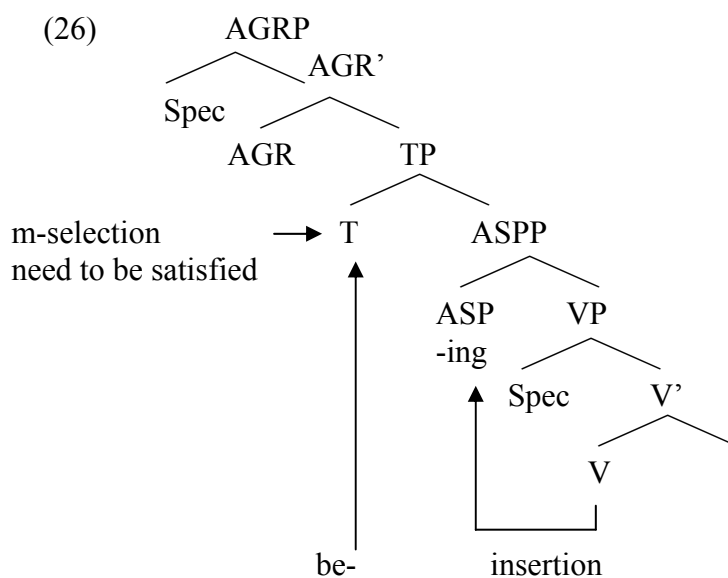 (26) AGRP
AGR’
Spec
AGR TP
m-selection T ASPP
need to be satisfied
ASP VP
-ing
Spec V’
V
be- insertion